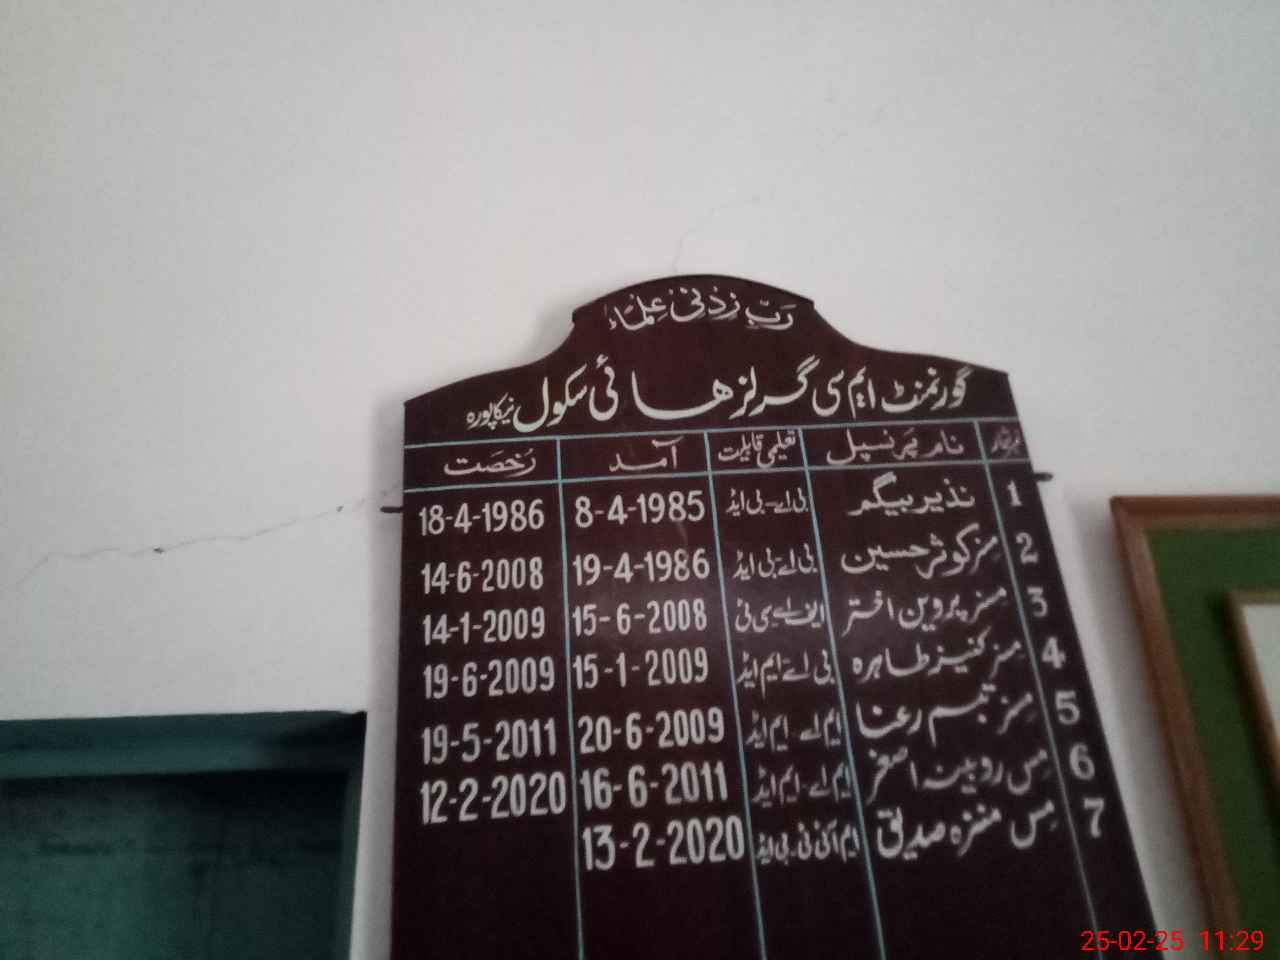 رَبِّ زِدْنِیْ عِلْماً
گورنمنٹ ایم سی گرلز ھائی سکول نیکاپورہ
نمبر شمار نام پرنسپل تعلیمی قابلیت آمد رخصت
1 نذیر بیگم بی اے-بی ایڈ 8-4-1985 18-4-1986
2 مسز کوثر حسین بی اے-بی ایڈ 19-4-1986 14-6-2008
3 مسز پروین اختر ایف اے سی ٹی 15-6-2008 14-1-2009
4 مسز کنیز طاہرہ بی اے-ایم ایڈ 15-1-2009 19-6-2009
5 مسز تبسم رعنا ایم اے-ایم ایڈ 20-6-2009 19-5-2011
6 مس روبینہ اصغر ایم اے-ایم ایڈ 16-6-2011 12-2-2020
7 مس منزہ صدیق ایم آئی ٹی-بی ایڈ 13-2-2020
25-02-25 11:29